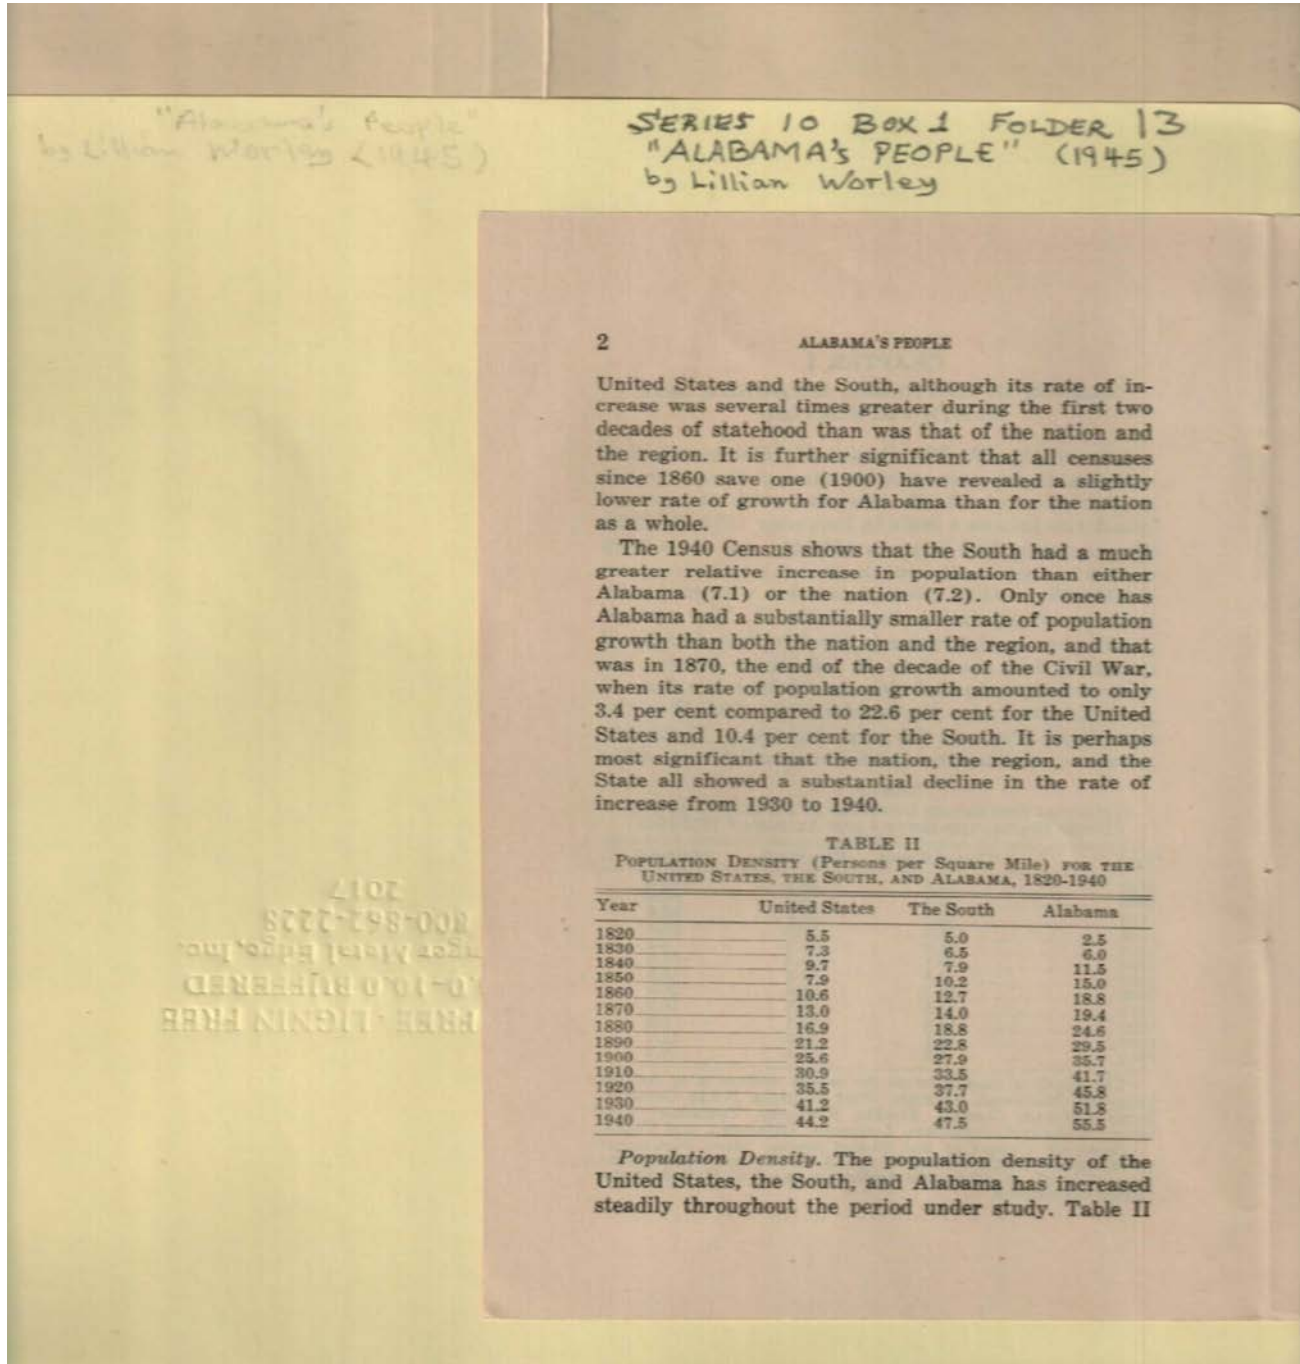 "Alabama's People"
by Lillian Worley (1945)
SERIES 10 BOX 1 FOLDER 13
"ALABAMA'S PEOPLE" (1945)
by Lillian Worley
2 ALABAMA'S PEOPLE
United States and the South, although its rate of in-
crease was several times greater during the first two
decades of statehood than was that of the nation and
the region. It is further significant that all censuses
since 1860 save one (1900) have revealed a slightly
lower rate of growth for Alabama than for the nation
as a whole.
The 1940 Census shows that the South had a much
greater relative increase in population than either
Alabama (7.1) or the nation (7.2). Only once has
Alabama had a substantially smaller rate of population
growth than both the nation and the region, and that
was in 1870, the end of the decade of the Civil War,
when its rate of population growth amounted to only
3.4 per cent compared to 22.6 per cent for the United
States and 10.4 per cent for the South. It is perhaps
most significant that the nation, the region, and the
State all showed a substantial decline in the rate of
increase from 1930 to 1940.
TABLE II
POPULATION DENSITY (Persons per Square Mile) FOR THE
UNITED STATES, THE SOUTH, AND ALABAMA, 1820-1940
Year United States The South Alabama
1820 5.5 5.0 2.5
1830 7.3 6.5 6.0
1840 9.7 7.9 11.5
1850 7.9 10.2 15.0
1860 10.6 12.7 18.8
1870 13.0 14.0 19.4
1880 16.9 18.8 24.6
1890 21.2 22.8 29.5
1900 25.6 27.9 35.7
1910 30.9 33.5 41.7
1920 35.5 37.7 45.8
1930 41.2 43.0 51.8
1940 44.2 47.5 55.5
Population Density. The population density of the
United States, the South, and Alabama has increased
steadily throughout the period under study. Table II
FREE · LIGNIN FREE
BUFFERED
Metal Edge, Inc.
800-862-2228
2017